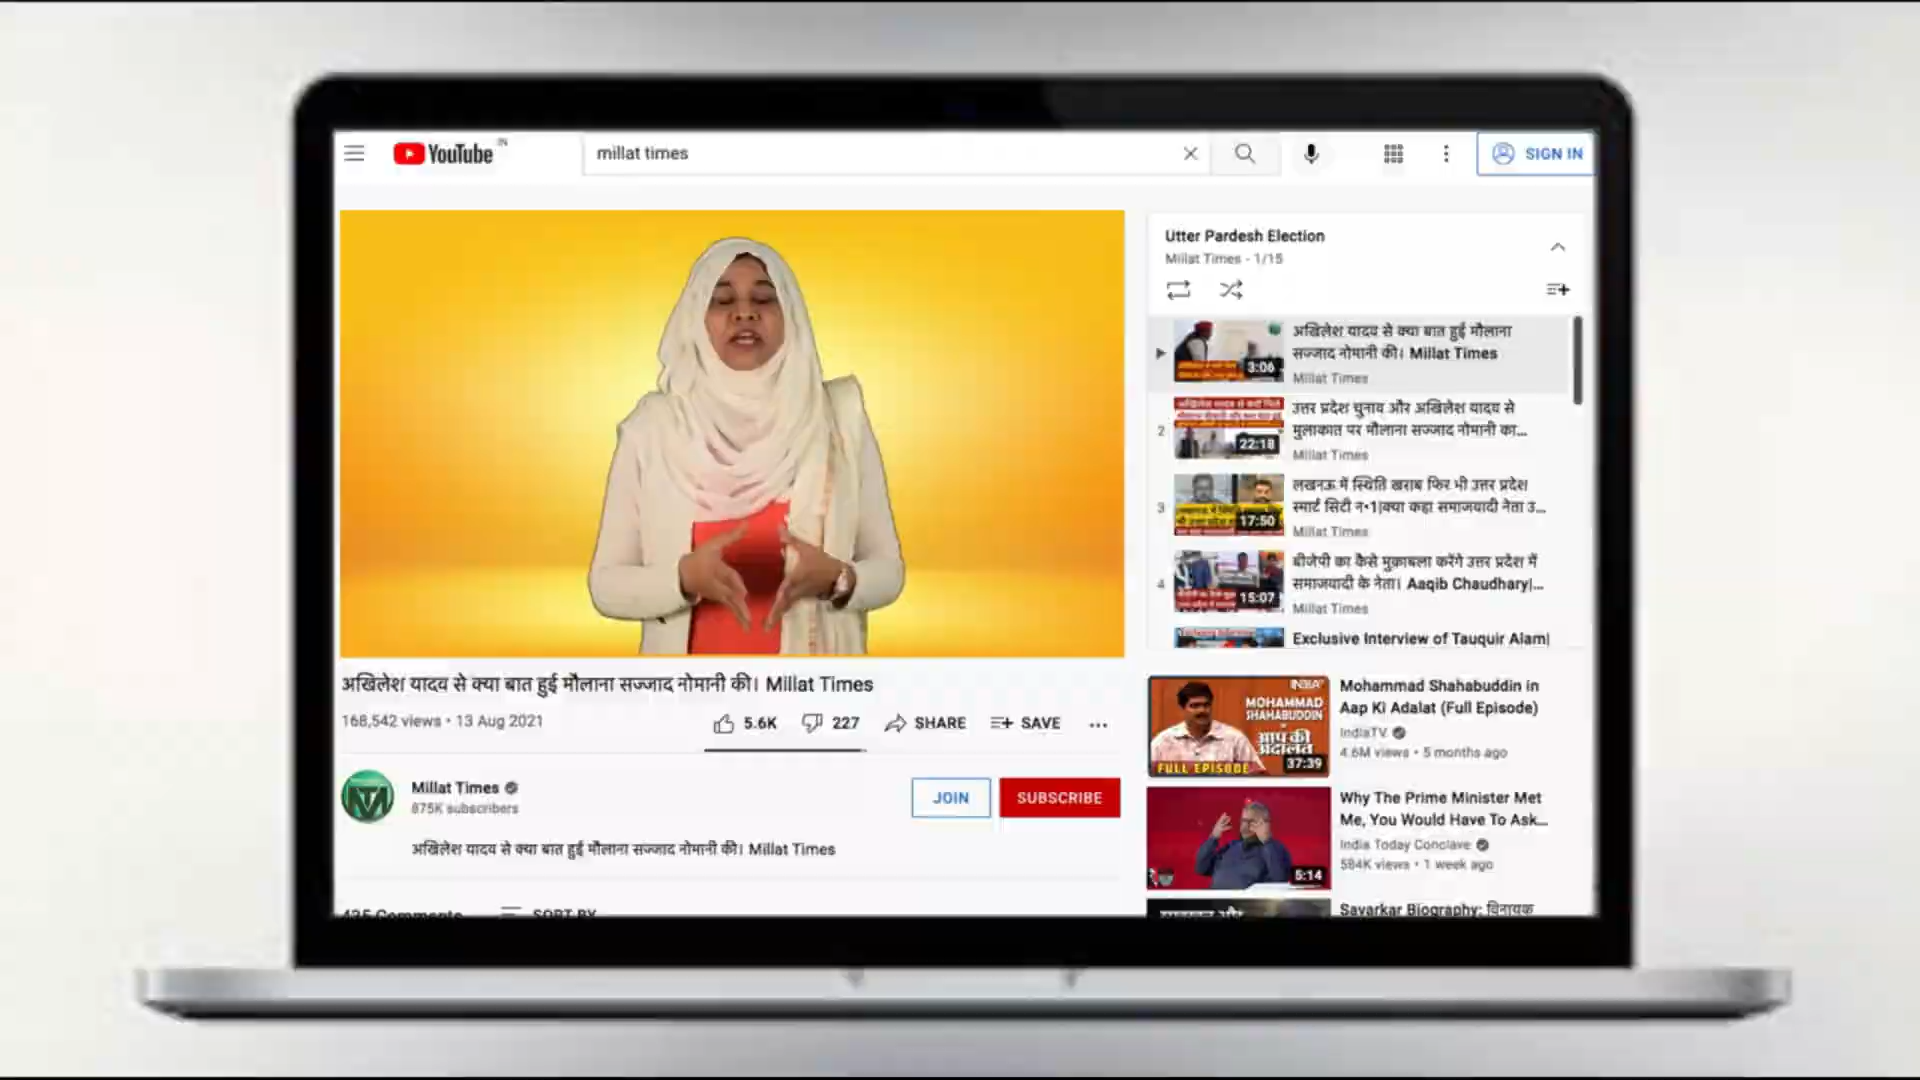 YouTube IN
millat times
SIGN IN
Utter Pardesh Election
Millat Times - 1/15
अखिलेश यादव से क्या बात हुई मौलाना
सज्जाद नोमानी की। Millat Times
3:06
Millat Times
2
उत्तर प्रदेश चुनाव और अखिलेश यादव से
मुलाकात पर मौलाना सज्जाद नोमानी का...
22:18
Millat Times
3
लखनऊ में स्थिति खराब फिर भी उत्तर प्रदेश
स्मार्ट सिटी न•1|क्या कहा समाजवादी नेता उ...
17:50
Millat Times
4
बीजेपी का कैसे मुक़ाबला करेंगे उत्तर प्रदेश में
समाजवादी के नेता। Aaqib Chaudhary|...
15:07
Millat Times
Exclusive Interview of Tauquir Alam|
अखिलेश यादव से क्या बात हुई मौलाना सज्जाद नोमानी की। Millat Times
168,542 views • 13 Aug 2021
5.6K
227
SHARE
SAVE
Millat Times
875K subscribers
JOIN
SUBSCRIBE
अखिलेश यादव से क्या बात हुई मौलाना सज्जाद नोमानी की। Millat Times
435 Comments
SORT BY
MOHAMMAD
SHAHABUDDIN
आप की
अदालत
FULL EPISODE
37:39
Mohammad Shahabuddin in
Aap Ki Adalat (Full Episode)
IndiaTV
4.6M views • 5 months ago
5:14
Why The Prime Minister Met
Me, You Would Have To Ask...
India Today Conclave
584K views • 1 week ago
Savarkar Biography: विनायक